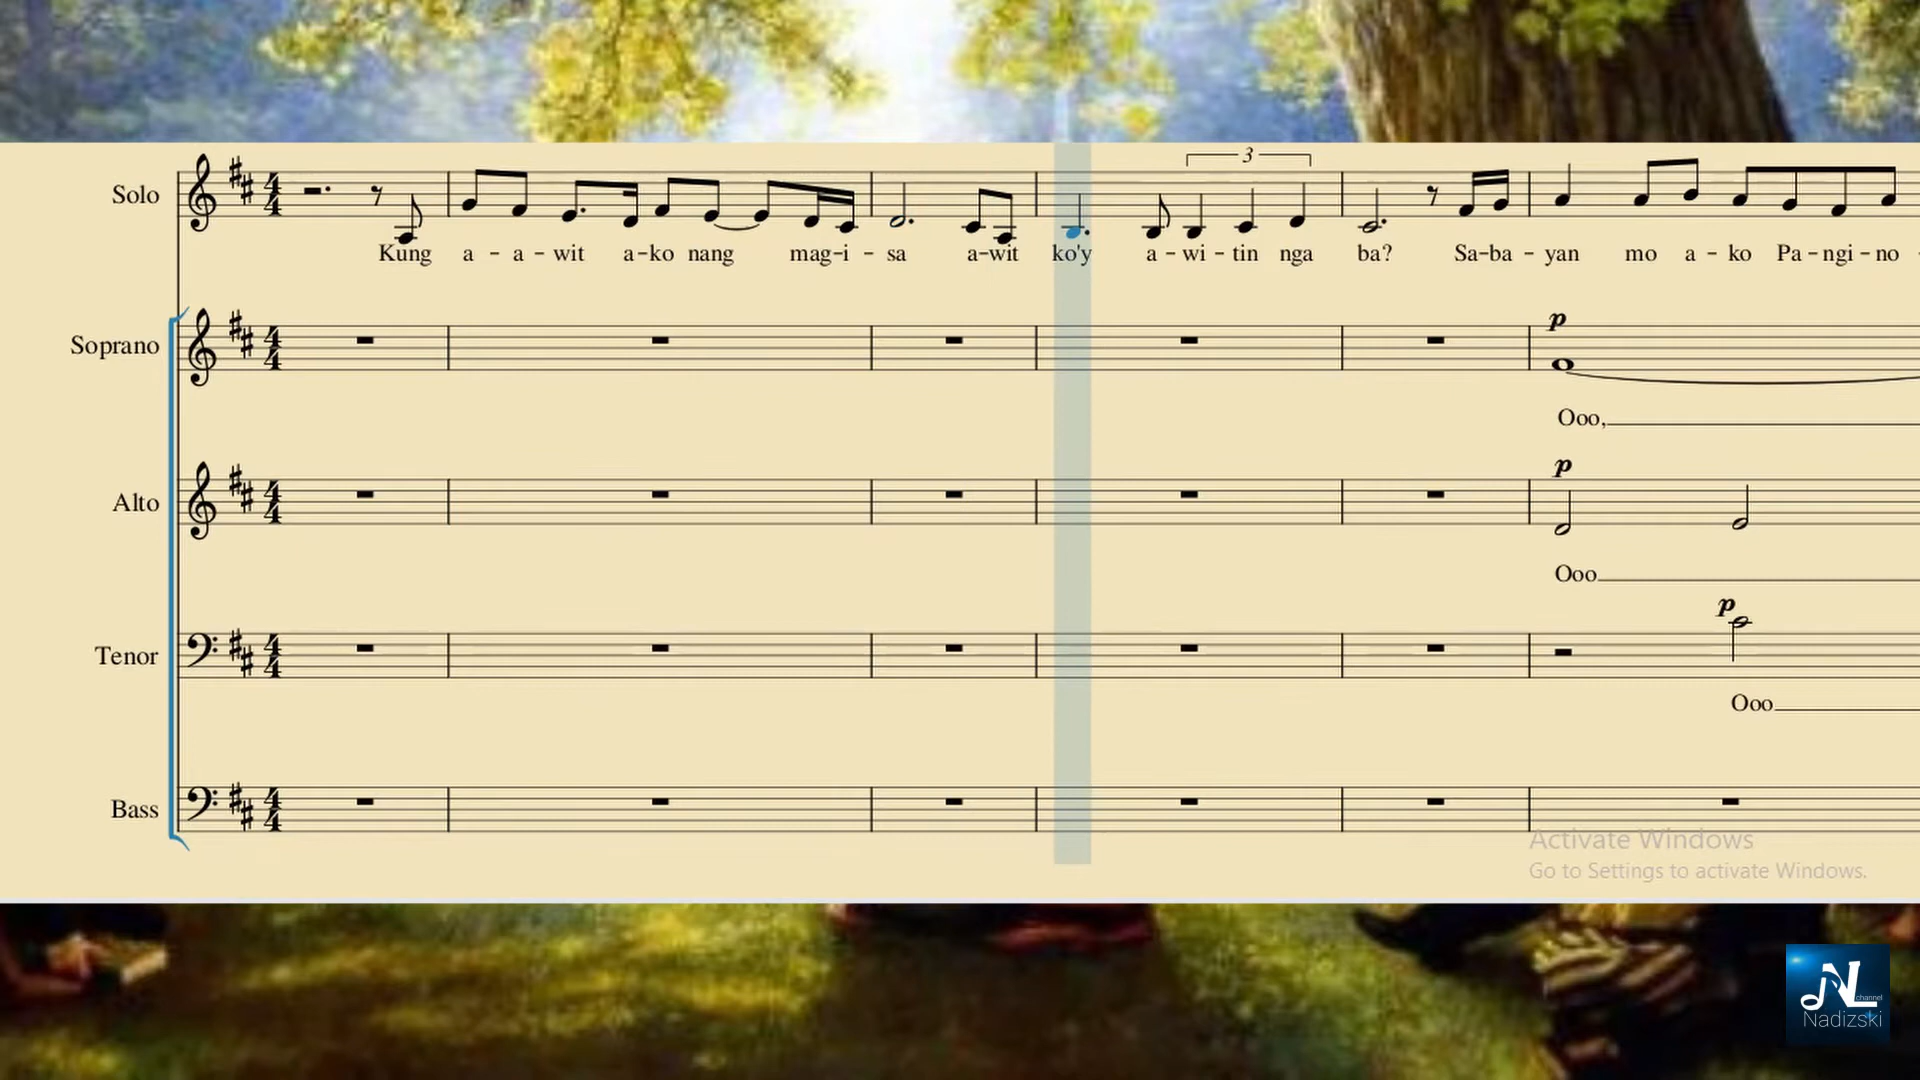 3
Solo
Kung a - a - wit a-ko nang mag-i - sa a-wit ko'y a - wi - tin nga ba? Sa-ba - yan mo a - ko Pa - ngi - no -
p
Soprano
Ooo,
p
Alto
Ooo
p
Tenor
Ooo
Bass
Activate Windows
Go to Settings to activate Windows.
NL
channel
Nadizski